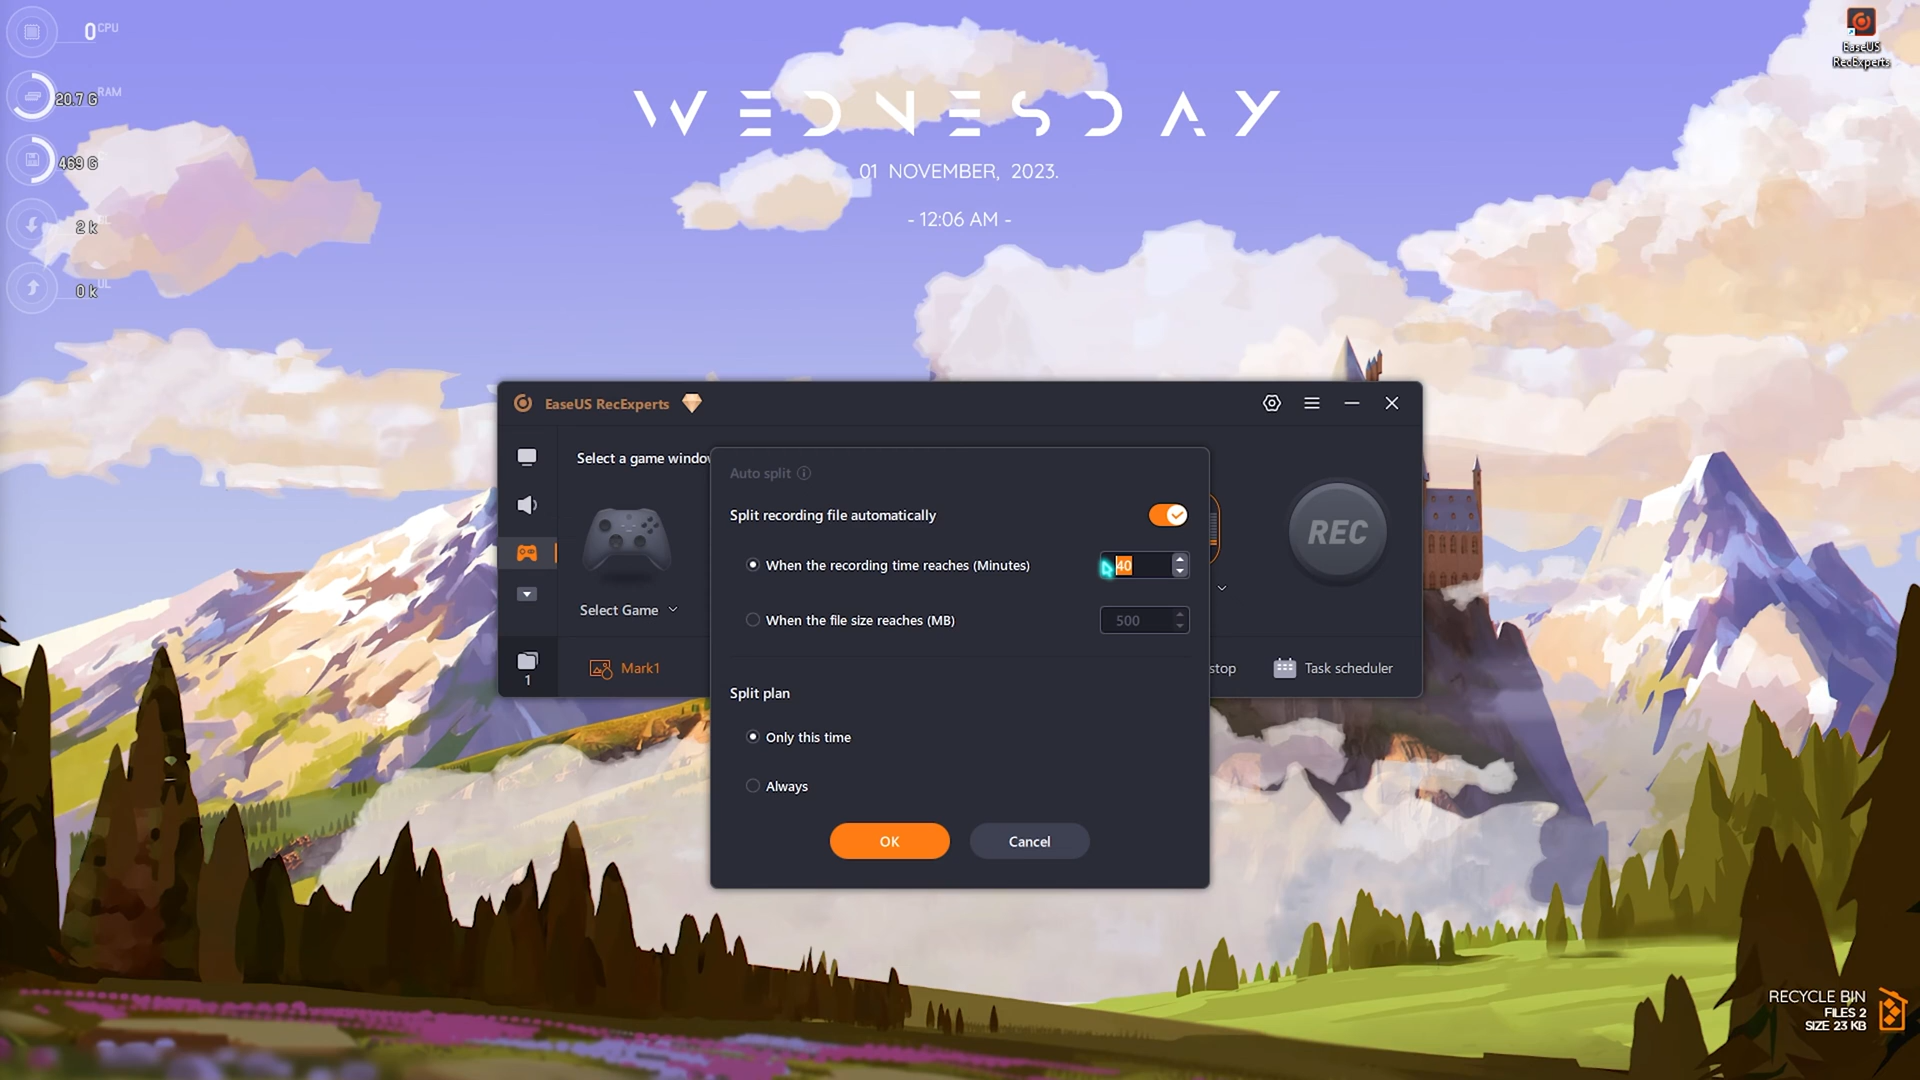 0 CPU
20.7 G RAM
469 G
2 k
0 k UL
WEDNESDAY
01 NOVEMBER, 2023.
- 12:06 AM -
EaseUS
RecExperts
EaseUS RecExperts
Select a game window
Select Game
1
Mark1
REC
stop
Task scheduler
Auto split
Split recording file automatically
When the recording time reaches (Minutes)
40
When the file size reaches (MB)
500
Split plan
Only this time
Always
OK
Cancel
RECYCLE BIN
FILES 2
SIZE 23 KB